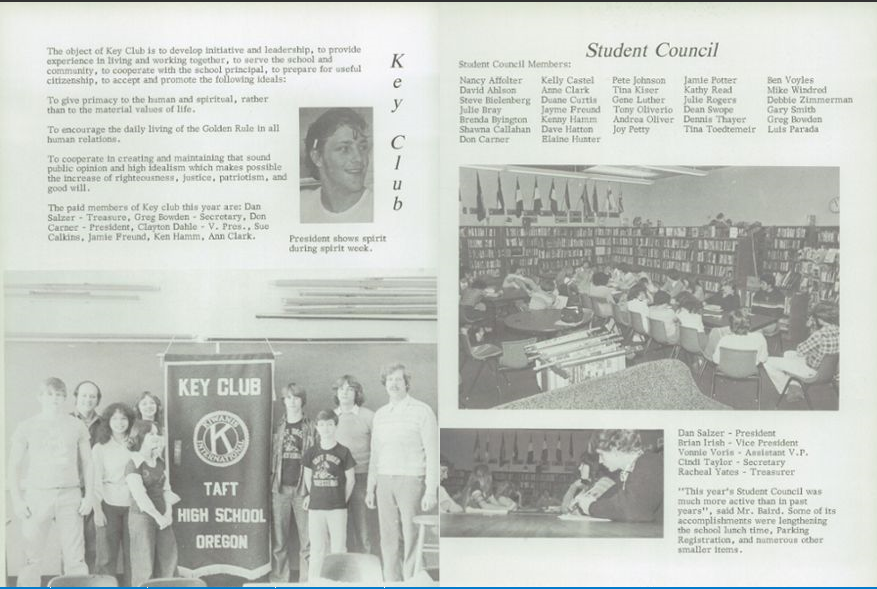 The object of Key Club is to develop initiative and leadership, to provide
experience in living and working together, to serve the school and
community, to cooperate with the school principal, to prepare for useful
citizenship, to accept and promote the following ideals:
To give primacy to the human and spiritual, rather
than to the material values of life.
To encourage the daily living of the Golden Rule in all
human relations.
To cooperate in creating and maintaining that sound
public opinion and high idealism which makes possible
the increase of righteousness, justice, patriotism, and
good will.
The paid members of Key club this year are: Dan
Salzer - Treasure, Greg Bowden - Secretary, Don
Carner - President, Clayton Dahle - V. Pres., Sue
Calkins, Jamie Freund, Ken Hamm, Ann Clark.
Key Club
President shows spirit
during spirit week.
KEY CLUB
KIWANIS
K
INTERNATIONAL
TAFT
HIGH SCHOOL
OREGON
Student Council
Student Council Members:
Nancy Affolter Kelly Castel Pete Johnson Jamie Potter Ben Voyles
David Ahlson Anne Clark Tina Kiser Kathy Read Mike Windred
Steve Bielenberg Duane Curtis Gene Luther Julie Rogers Debbie Zimmerman
Julie Bray Jayme Freund Tony Oliverio Dean Swope Gary Smith
Brenda Byington Kenny Hamm Andrea Oliver Dennis Thayer Greg Bowden
Shawna Callahan Dave Hatton Joy Petty Tina Toedtemeir Luis Parada
Don Carner Elaine Hunter
Dan Salzer - President
Brian Irish - Vice President
Vonnie Voris - Assistant V.P.
Cindi Taylor - Secretary
Racheal Yates - Treasurer
"This year's Student Council was
much more active than in past
years", said Mr. Baird. Some of its
accomplishments were lengthening
the school lunch time, Parking
Registration, and numerous other
smaller items.